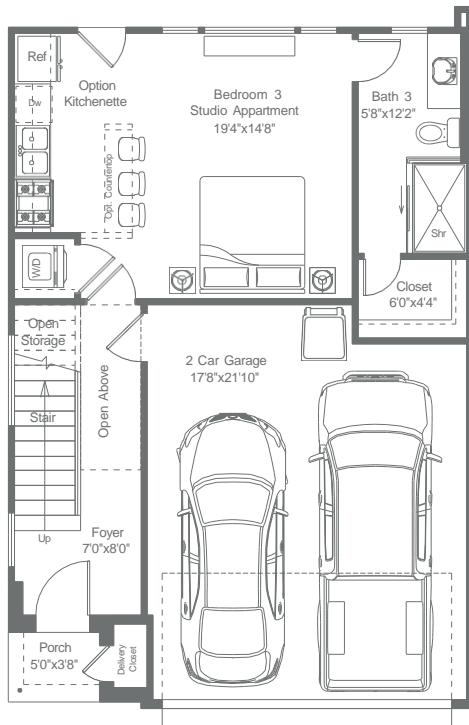 Ref
Dw
Option
Kitchenette
Bedroom 3
Studio Appartment
19'4"x14'8"
Bath 3
5'8"x12'2"
Opt. Countertop
Shr
W/D
Closet
6'0"x4'4"
Open
Storage
2 Car Garage
17'8"x21'10"
Open Above
Stair
Up
Foyer
7'0"x8'0"
Porch
5'0"x3'8"
Delivery
Closet